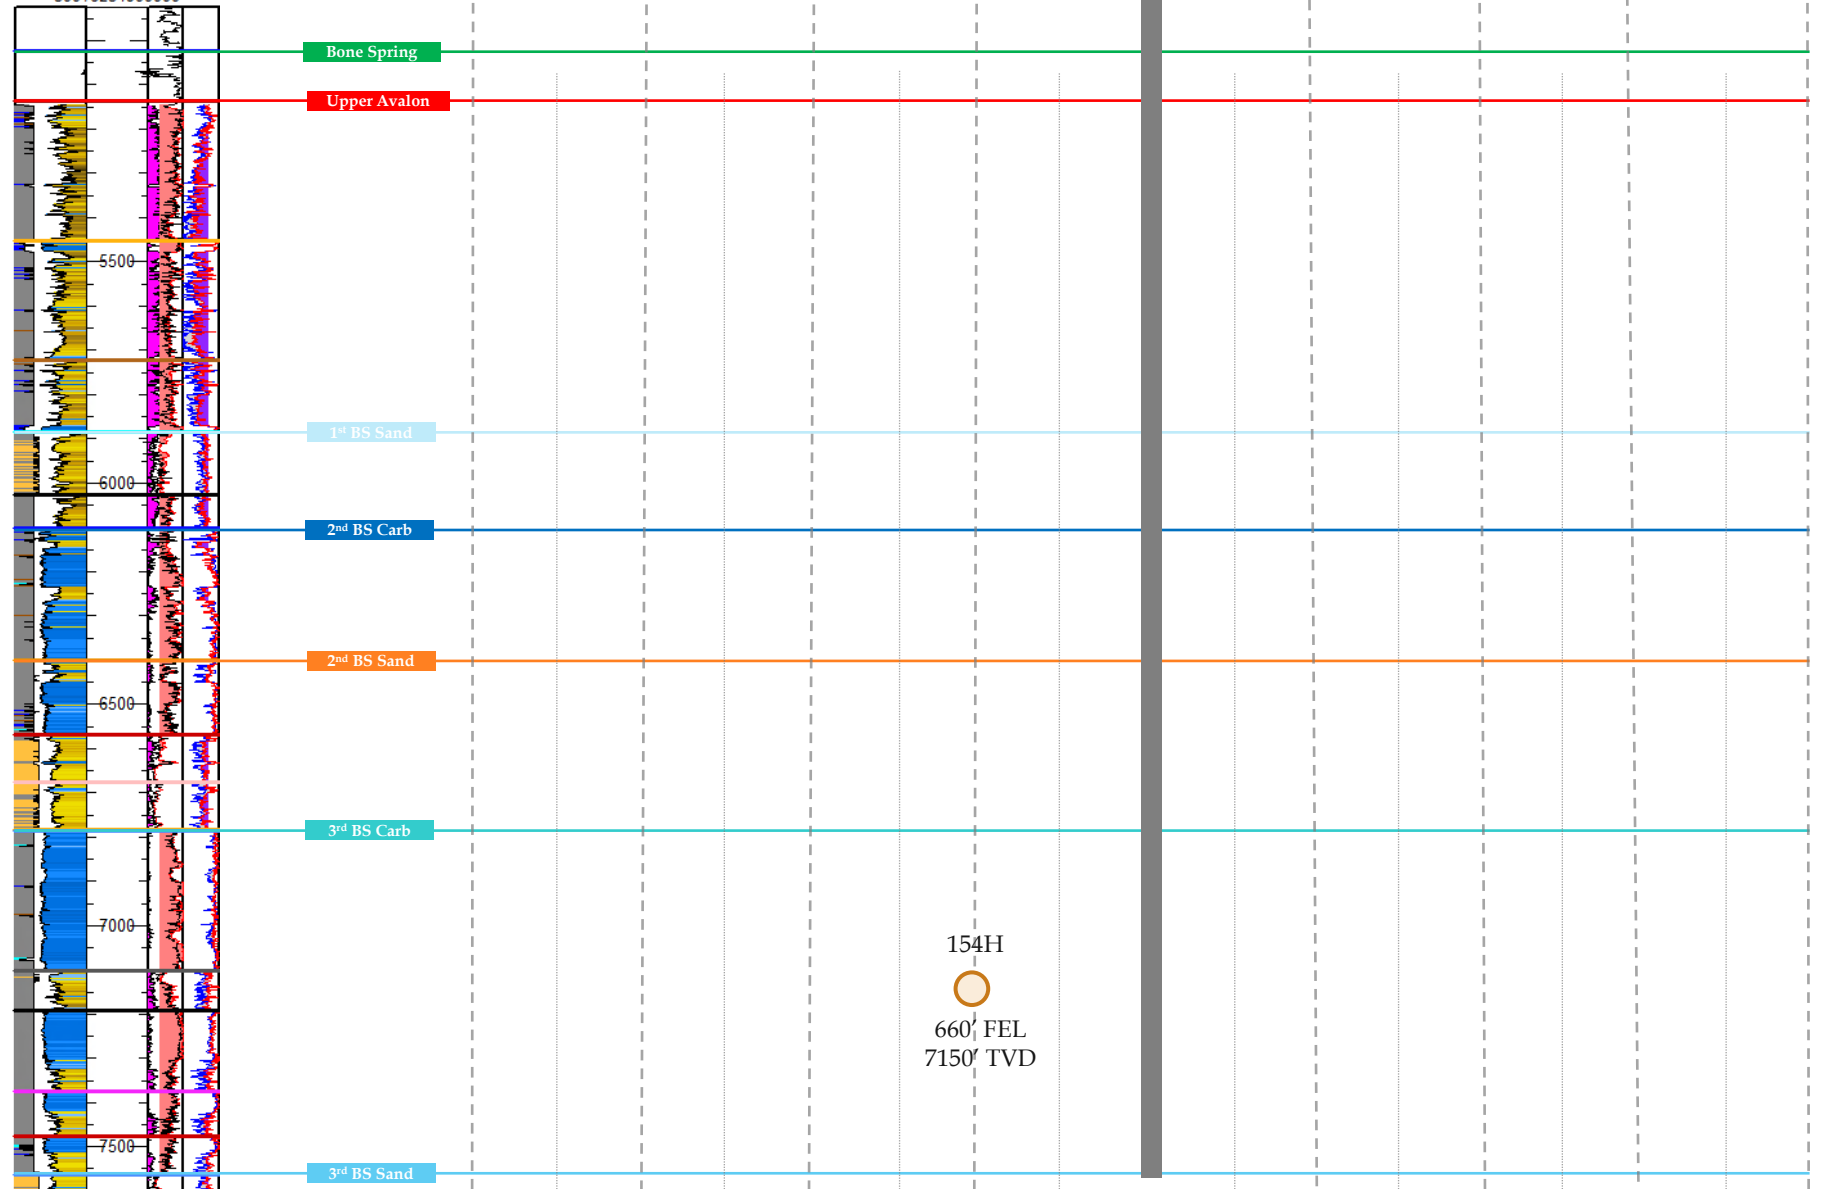 Bone Spring
Upper Avalon
5500
1st BS Sand
6000
2nd BS Carb
2nd BS Sand
6500
3rd BS Carb
7000
154H
660′ FEL
7150′ TVD
7500
3rd BS Sand